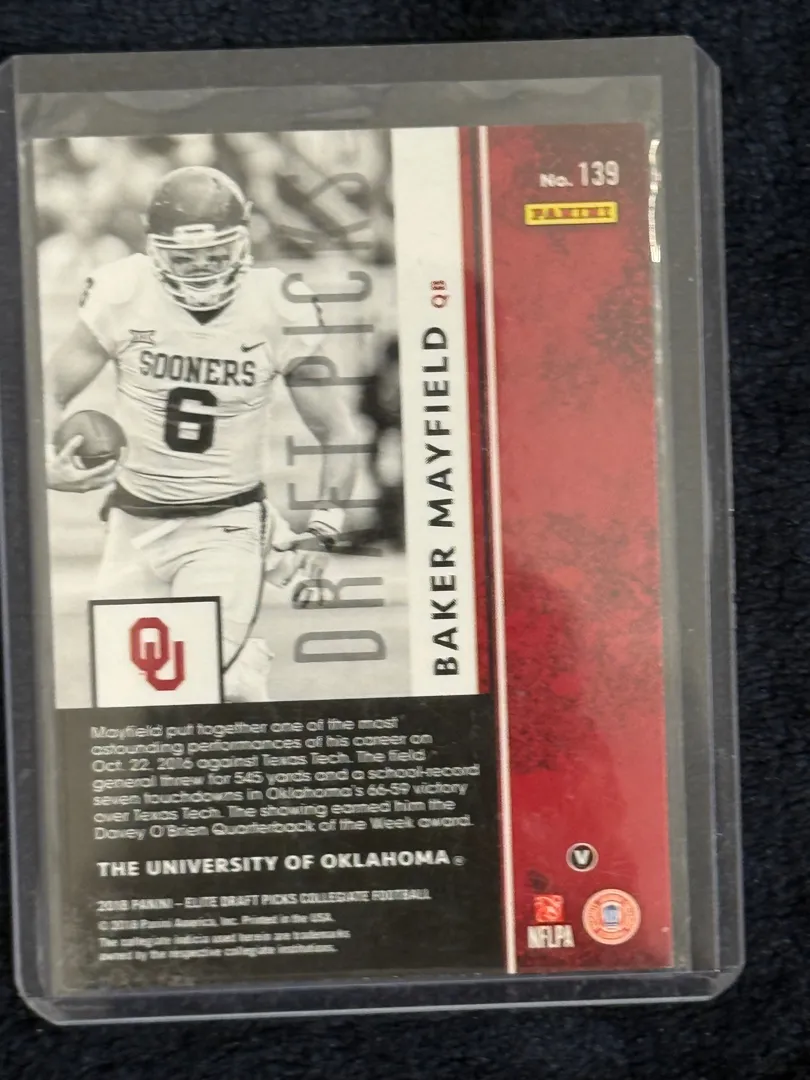 No. 139
PANINI
DRAFT PICKS
BAKER MAYFIELD QB
SOONERS
6
6
OU
Mayfield put together one of the most
astounding performances of his career on
Oct. 22, 2016 against Texas Tech. The field
general threw for 545 yards and a school-record
seven touchdowns in Oklahoma's 66-59 victory
over Texas Tech. The showing earned him the
Davey O'Brien Quarterback of the Week award.
THE UNIVERSITY OF OKLAHOMA®
2018 PANINI – ELITE DRAFT PICKS COLLEGIATE FOOTBALL
© 2018 Panini America, Inc. Printed in the USA.
The collegiate indicia used herein are trademarks
owned by the respective collegiate institutions.
V
NFLPA